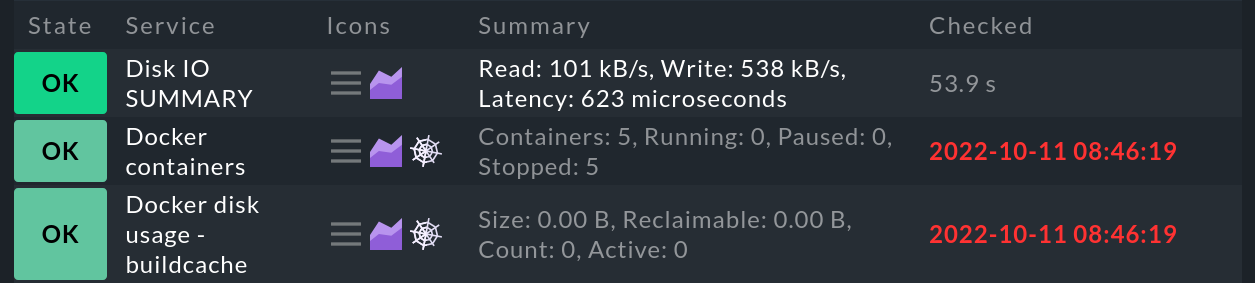 State Service Icons Summary Checked
OK Disk IO SUMMARY Read: 101 kB/s, Write: 538 kB/s, 53.9 s
Latency: 623 microseconds
OK Docker containers Containers: 5, Running: 0, Paused: 0, 2022-10-11 08:46:19
Stopped: 5
OK Docker disk usage - buildcache Size: 0.00 B, Reclaimable: 0.00 B, 2022-10-11 08:46:19
Count: 0, Active: 0